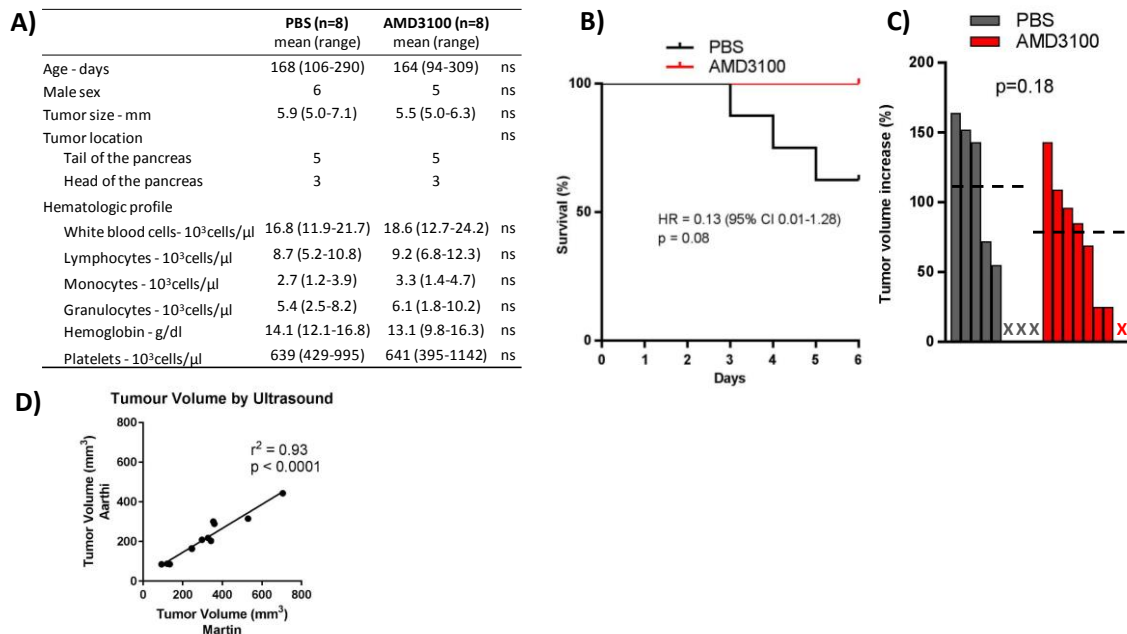 A)
PBS (n=8) AMD3100 (n=8)
mean (range) mean (range)
Age - days 168 (106-290) 164 (94-309) ns
Male sex 6 5 ns
Tumor size - mm 5.9 (5.0-7.1) 5.5 (5.0-6.3) ns
Tumor location ns
Tail of the pancreas 5 5
Head of the pancreas 3 3
Hematologic profile
White blood cells- 10³cells/μl 16.8 (11.9-21.7) 18.6 (12.7-24.2) ns
Lymphocytes - 10³cells/μl 8.7 (5.2-10.8) 9.2 (6.8-12.3) ns
Monocytes - 10³cells/μl 2.7 (1.2-3.9) 3.3 (1.4-4.7) ns
Granulocytes - 10³cells/μl 5.4 (2.5-8.2) 6.1 (1.8-10.2) ns
Hemoglobin - g/dl 14.1 (12.1-16.8) 13.1 (9.8-16.3) ns
Platelets - 10³cells/μl 639 (429-995) 641 (395-1142) ns
B)
PBS
AMD3100
Survival (%)
100
50
0
HR = 0.13 (95% CI 0.01-1.28)
p = 0.08
0 1 2 3 4 5 6
Days
C)
PBS
AMD3100
p=0.18
Tumor volume increase (%)
200
150
100
50
0
XXX X
D)
Tumour Volume by Ultrasound
Tumor Volume (mm³)
Aarthi
800
600
400
200
0
r² = 0.93
p < 0.0001
0 200 400 600 800
Tumor Volume (mm³)
Martin